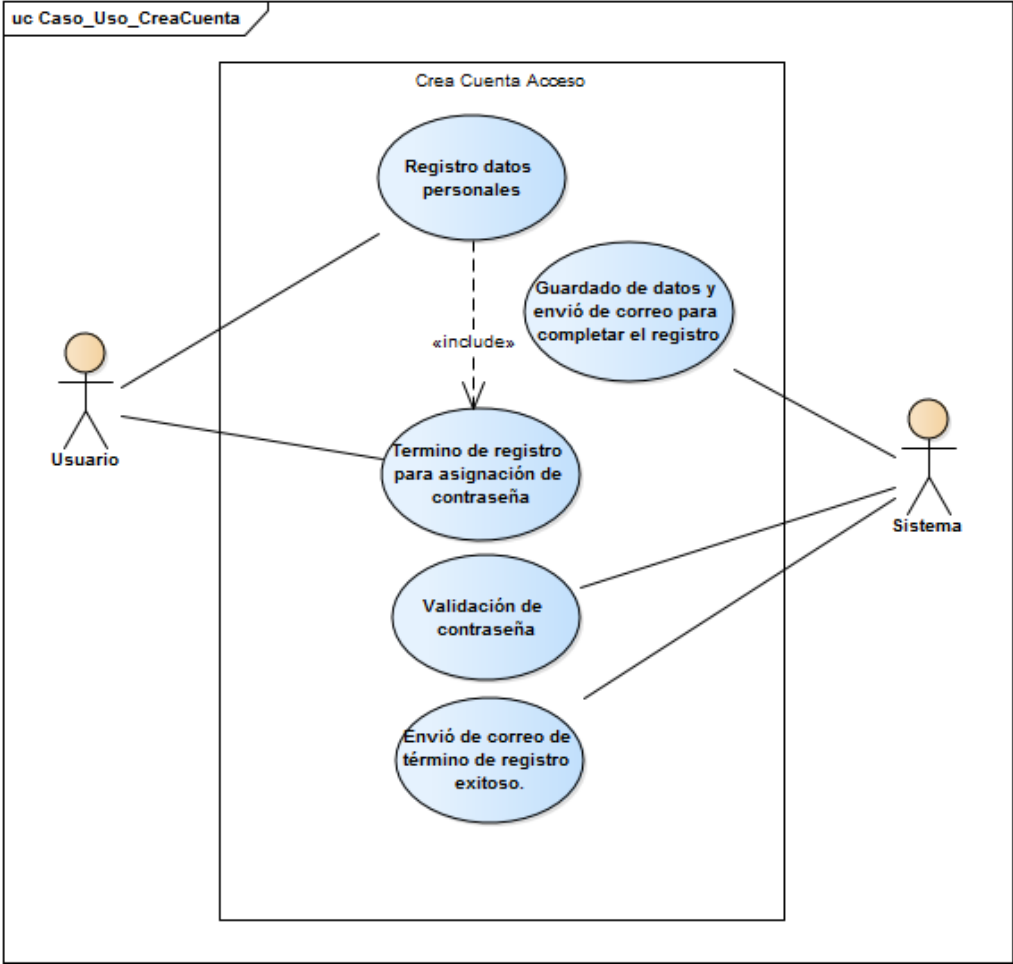 uc Caso_Uso_CreaCuenta
Crea Cuenta Acceso
Registro datos
personales
Guardado de datos y
envió de correo para
completar el registro
«include»
Usuario
Termino de registro
para asignación de
contraseña
Sistema
Validación de
contraseña
Envió de correo de
término de registro
exitoso.